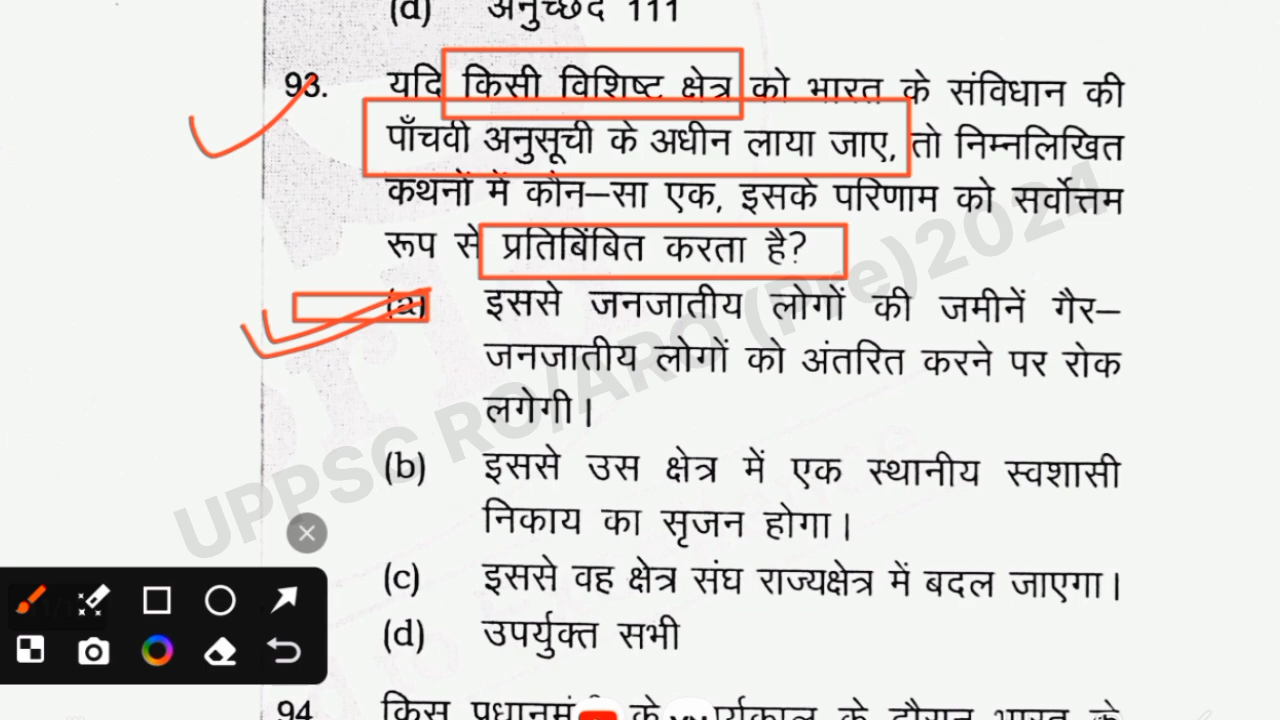 (d) अनुच्छेद 111
93. यदि किसी विशिष्ट क्षेत्र को भारत के संविधान की
पाँचवी अनुसूची के अधीन लाया जाए, तो निम्नलिखित
कथनों में कौन–सा एक, इसके परिणाम को सर्वोत्तम
रूप से प्रतिबिंबित करता है?
(a) इससे जनजातीय लोगों की जमीनें गैर–
जनजातीय लोगों को अंतरित करने पर रोक
लगेगी।
(b) इससे उस क्षेत्र में एक स्थानीय स्वशासी
निकाय का सृजन होगा।
(c) इससे वह क्षेत्र संघ राज्यक्षेत्र में बदल जाएगा।
(d) उपर्युक्त सभी
94. किस के के दौरान भारत
UPPSC RO/ARO (Pre)2024